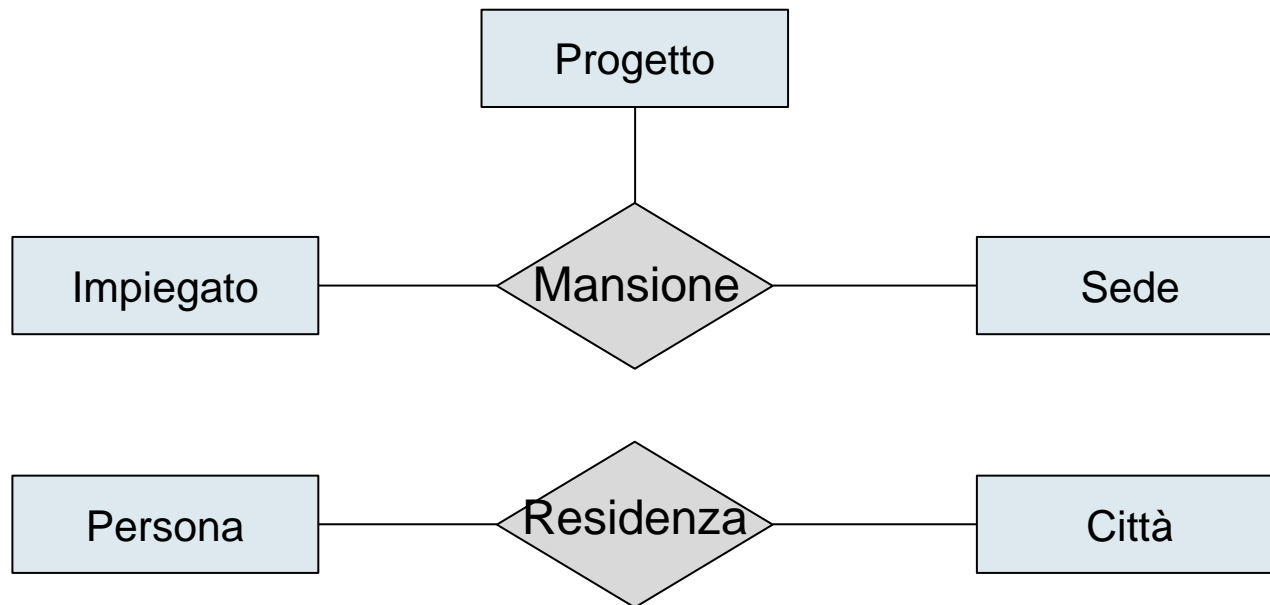 Progetto
Impiegato
Mansione
Sede
Persona
Residenza
Città